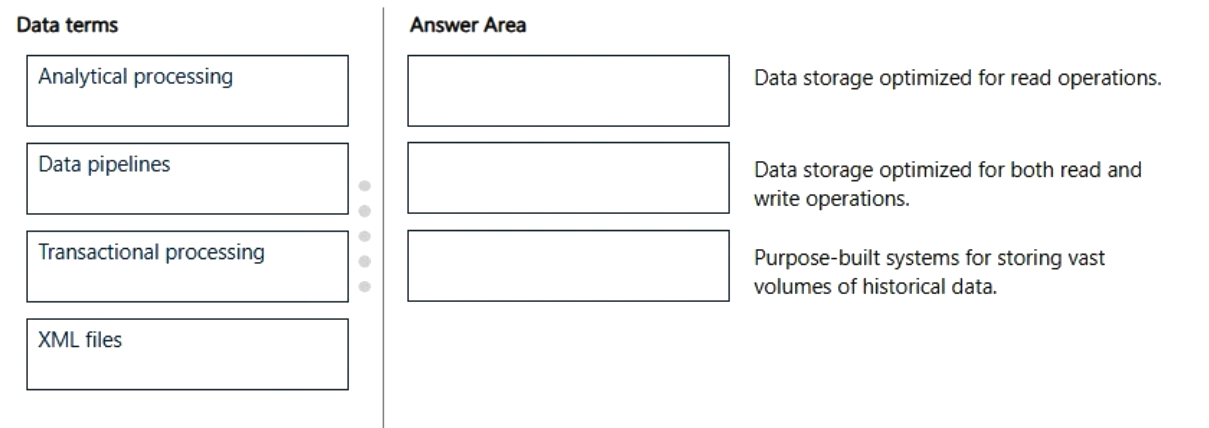 Data terms
Analytical processing
Data pipelines
Transactional processing
XML files
Answer Area
Data storage optimized for read operations.
Data storage optimized for both read and
write operations.
Purpose-built systems for storing vast
volumes of historical data.